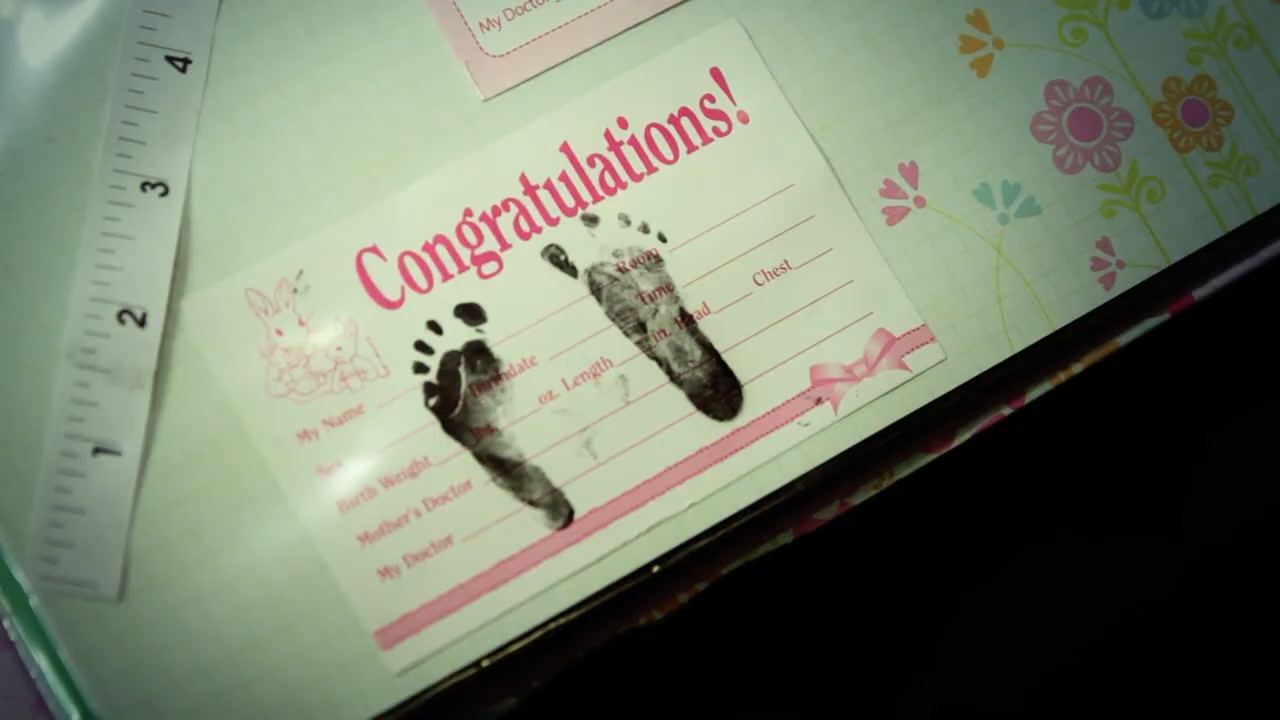 4
3
2
1
My Doctor
Congratulations!
My Name
Sex Room
Birthdate Time
Birth Weight lbs. oz. Length in. Head Chest
Mother's Doctor
My Doctor